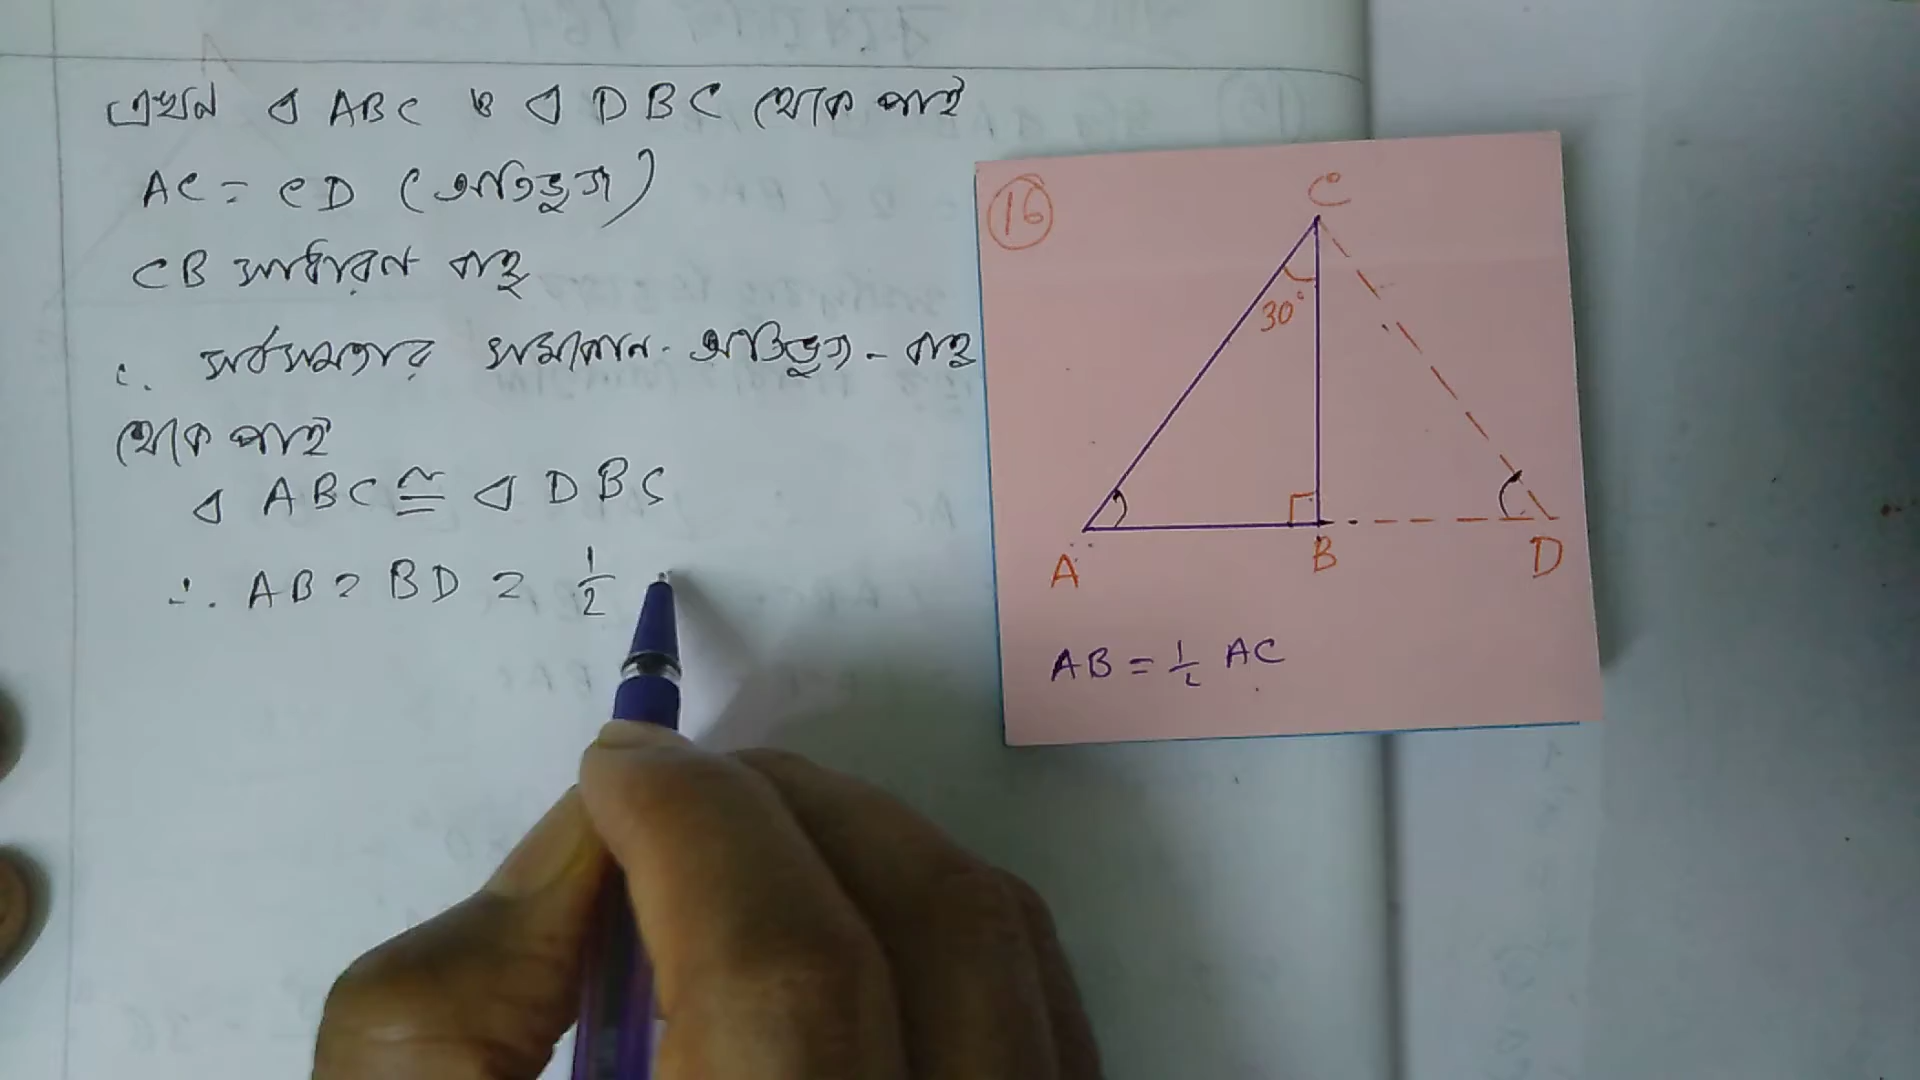 এখন ◁ ABC ও ◁ DBC থেকে পাই
AC = CD (অতিভুজ)
CB সাধারণ বাহু
∴ সর্বসমতার অতিভুজ - বাহু
থেকে পাই
◁ ABC ≅ ◁ DBC
∴ AB = BD = 1/2
16
C
30°
A
B
D
AB = 1/2 AC